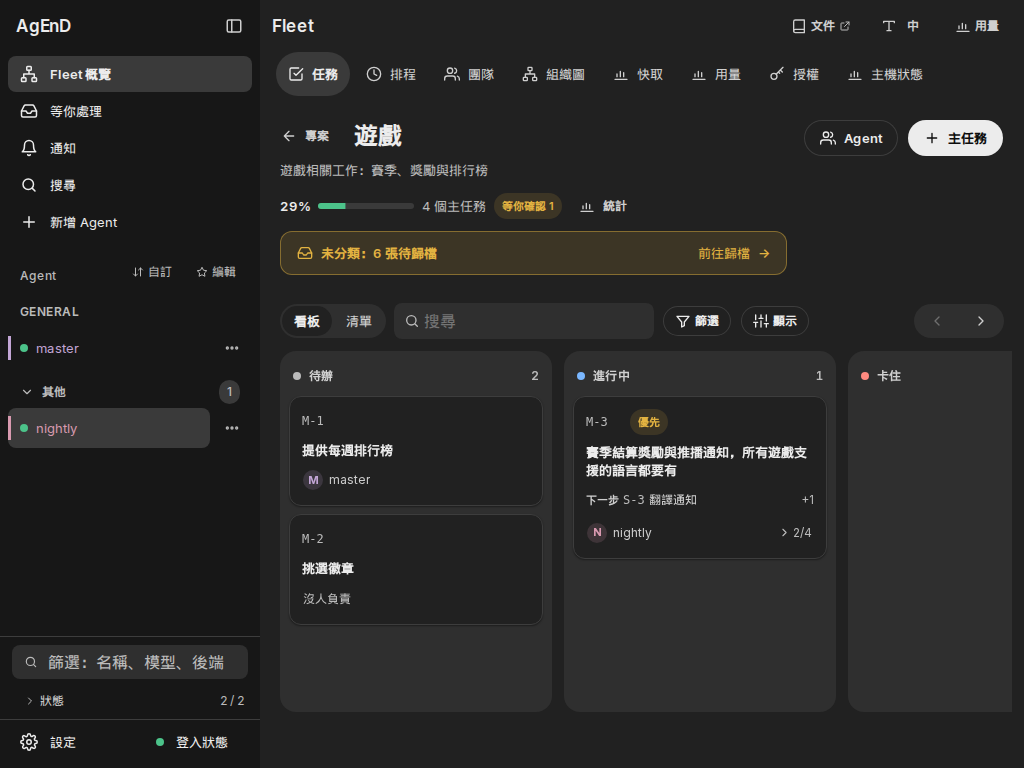 AgEnD
Fleet 概覽
等你處理
通知
搜尋
新增 Agent
Agent
自訂
編輯
GENERAL
master
其他
1
nightly
篩選：名稱、模型、後端
狀態
2 / 2
設定
登入狀態
Fleet
文件
中
用量
任務
排程
團隊
組織圖
快取
用量
授權
主機狀態
專案
遊戲
Agent
主任務
遊戲相關工作：賽季、獎勵與排行榜
29%
4 個主任務
等你確認 1
統計
未分類：6 張待歸檔
前往歸檔
看板
清單
搜尋
篩選
顯示
待辦
2
M-1
提供每週排行榜
M
master
M-2
挑選徽章
沒人負責
進行中
1
M-3
優先
賽季結算獎勵與推播通知，所有遊戲支
援的語言都要有
下一步 S-3 翻譯通知
+1
N
nightly
2/4
卡住